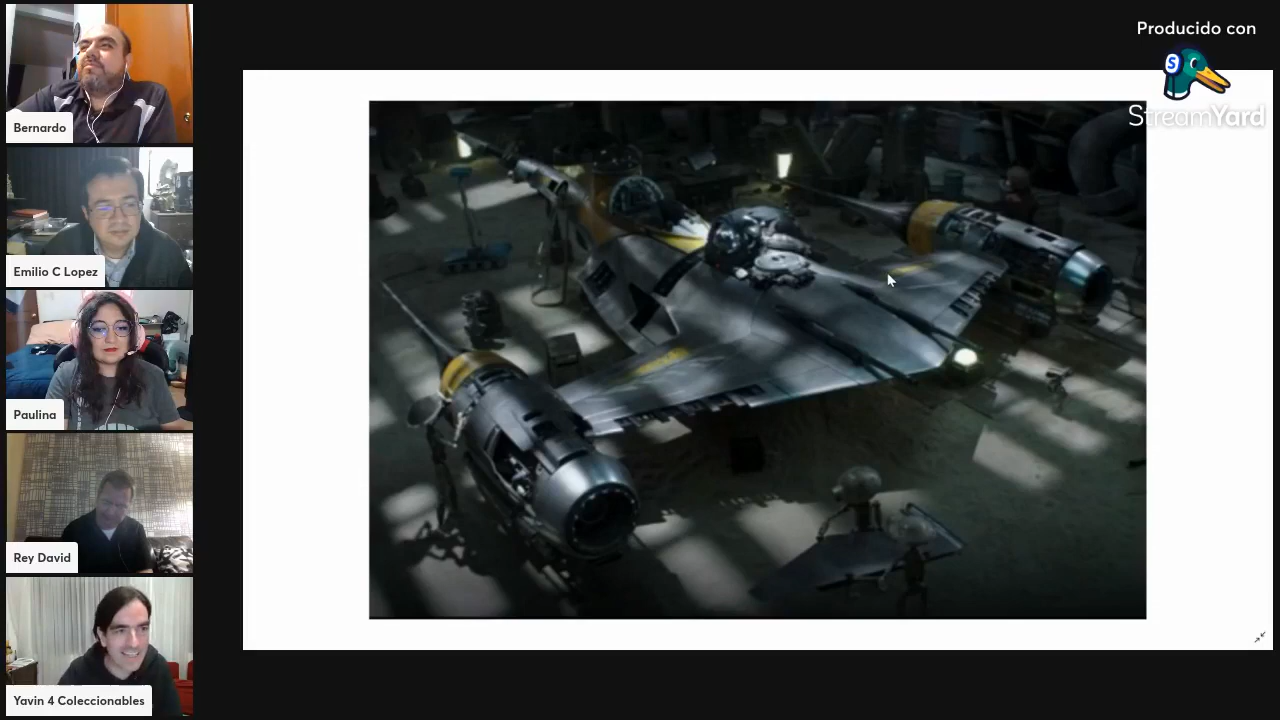 Producido con
S
StreamYard
Bernardo
Emilio C Lopez
Paulina
Rey David
Yavin 4 Coleccionables